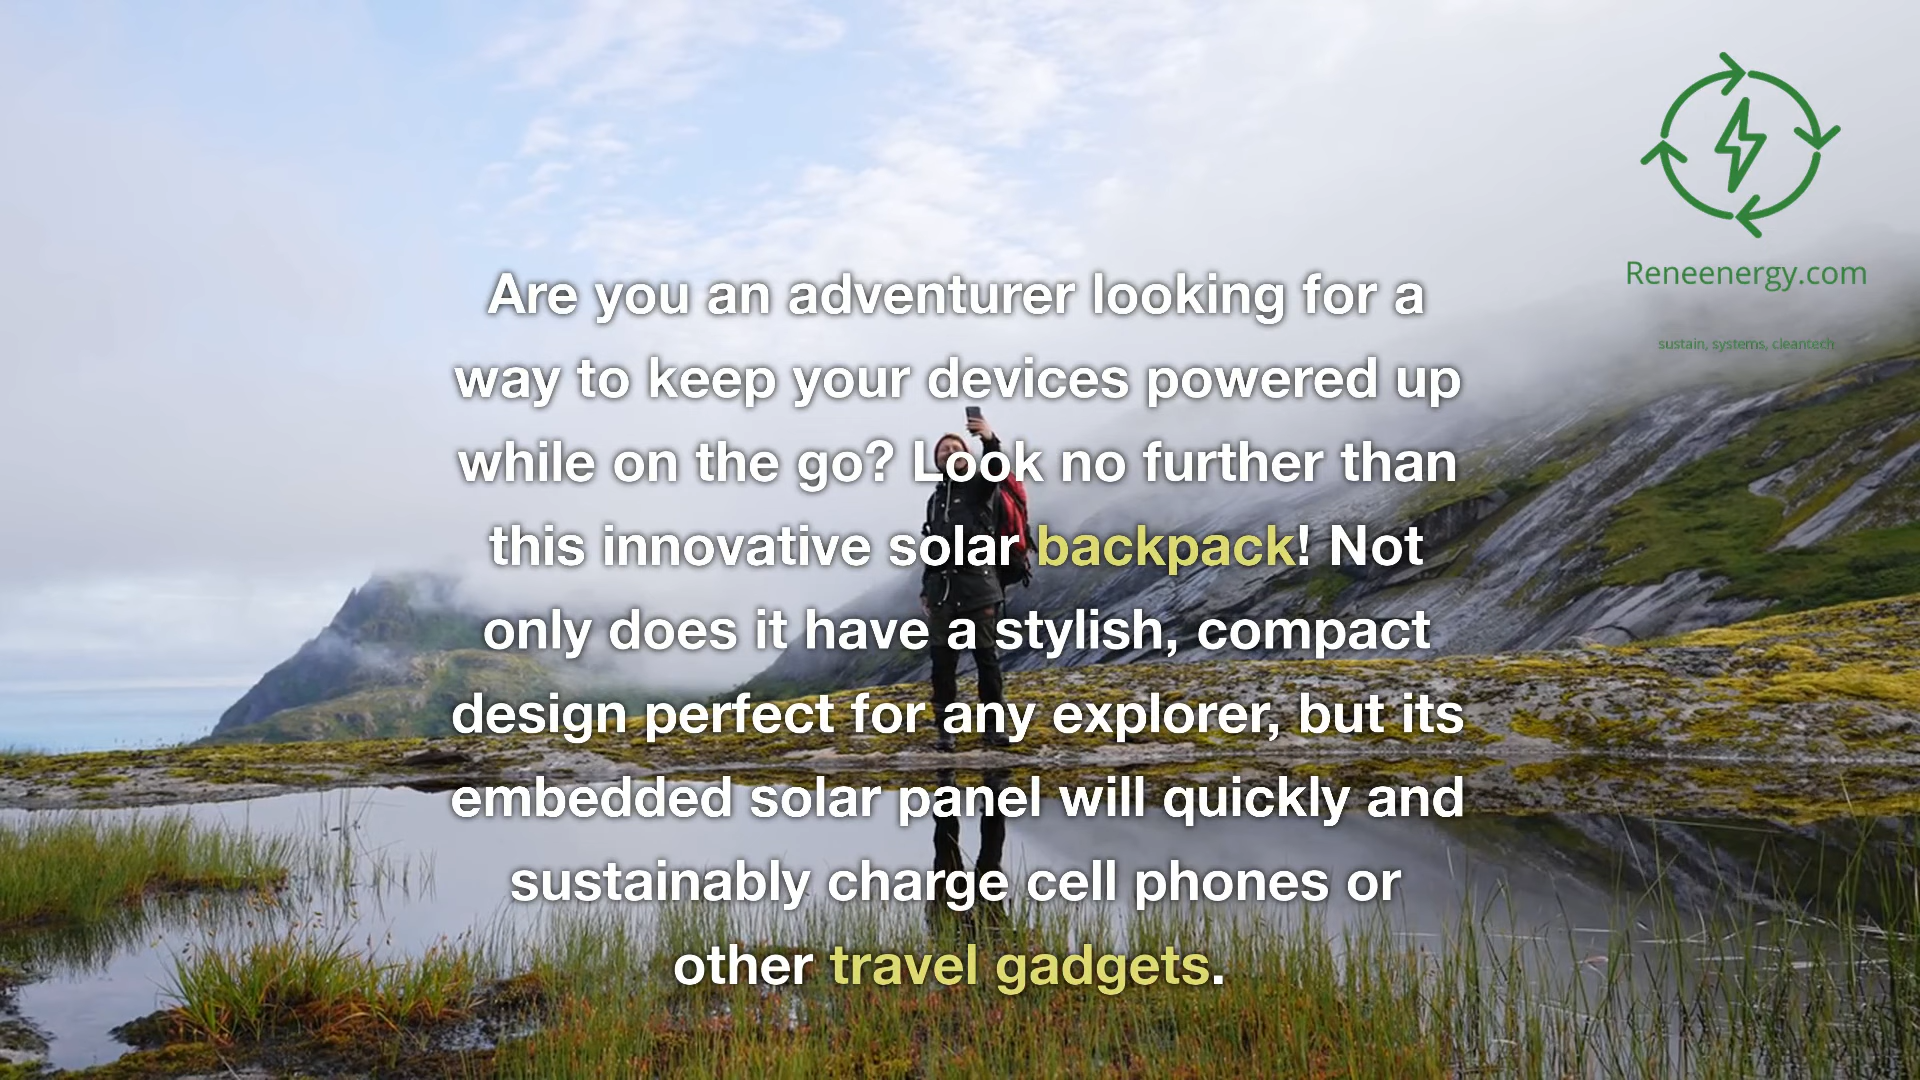 Reneenergy.com
sustain, systems, cleantech
Are you an adventurer looking for a
way to keep your devices powered up
while on the go? Look no further than
this innovative solar backpack! Not
only does it have a stylish, compact
design perfect for any explorer, but its
embedded solar panel will quickly and
sustainably charge cell phones or
other travel gadgets.